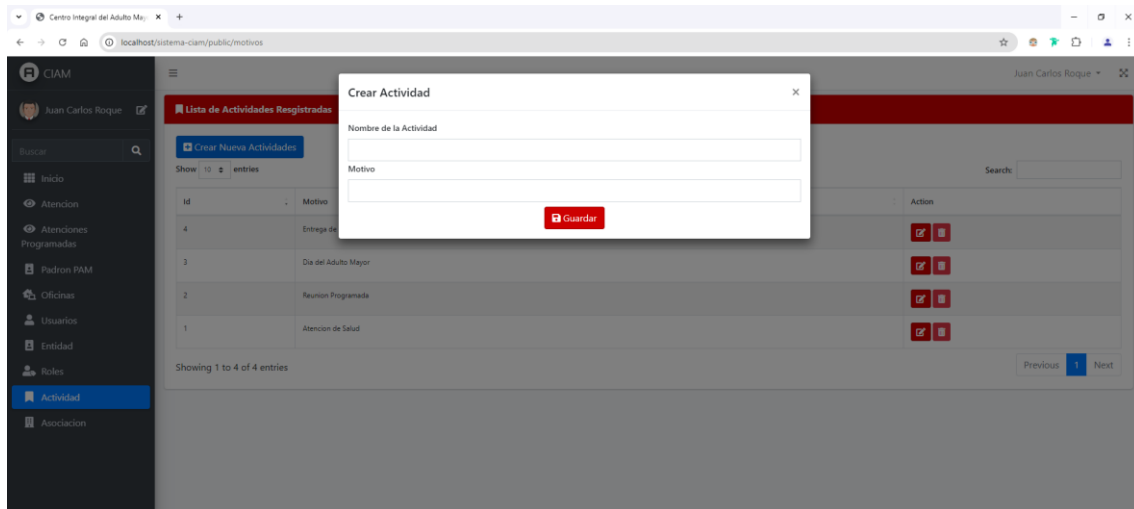 Centro Integral del Adulto May
localhost/sistema-ciam/public/motivos
CIAM
Juan Carlos Roque
Juan Carlos Roque
Buscar
Inicio
Atencion
Atenciones
Programadas
Padron PAM
Oficinas
Usuarios
Entidad
Roles
Actividad
Asociacion
Lista de Actividades Resgistradas
Crear Nueva Actividades
Show 10 entries
Search:
Id Motivo Action
4 Entrega de
3 Dia del Adulto Mayor
2 Reunion Programada
1 Atencion de Salud
Showing 1 to 4 of 4 entries
Previous 1 Next
Crear Actividad ×
Nombre de la Actividad
Motivo
Guardar